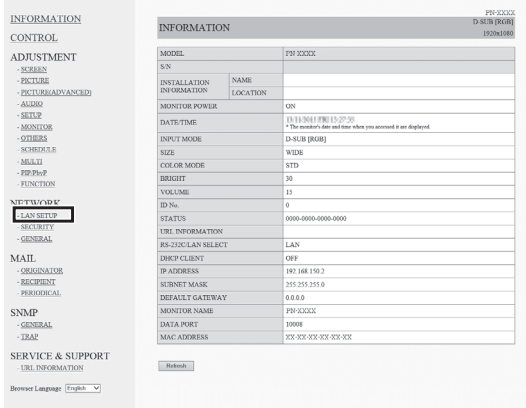 INFORMATION
CONTROL
ADJUSTMENT
- SCREEN
- PICTURE
- PICTURE(ADVANCED)
- AUDIO
- SETUP
- MONITOR
- OTHERS
- SCHEDULE
- MULTI
- PIP/PbyP
- FUNCTION
NETWORK
- LAN SETUP
- SECURITY
- GENERAL
MAIL
- ORIGINATOR
- RECIPIENT
- PERIODICAL
SNMP
- GENERAL
- TRAP
SERVICE & SUPPORT
- URL INFORMATION
Browser Language English
PN-XXXX
INFORMATION D-SUB [RGB]
1920x1080
MODEL PN-XXXX
S/N
INSTALLATION INFORMATION NAME
LOCATION
MONITOR POWER ON
DATE/TIME
* The monitor's date and time when you accessed it are displayed.
INPUT MODE D-SUB [RGB]
SIZE WIDE
COLOR MODE STD
BRIGHT 30
VOLUME 15
ID No. 0
STATUS 0000-0000-0000-0000
URL INFORMATION
RS-232C/LAN SELECT LAN
DHCP CLIENT OFF
IP ADDRESS 192.168.150.2
SUBNET MASK 255.255.255.0
DEFAULT GATEWAY 0.0.0.0
MONITOR NAME PN-XXXX
DATA PORT 10008
MAC ADDRESS XX-XX-XX-XX-XX-XX
Refresh